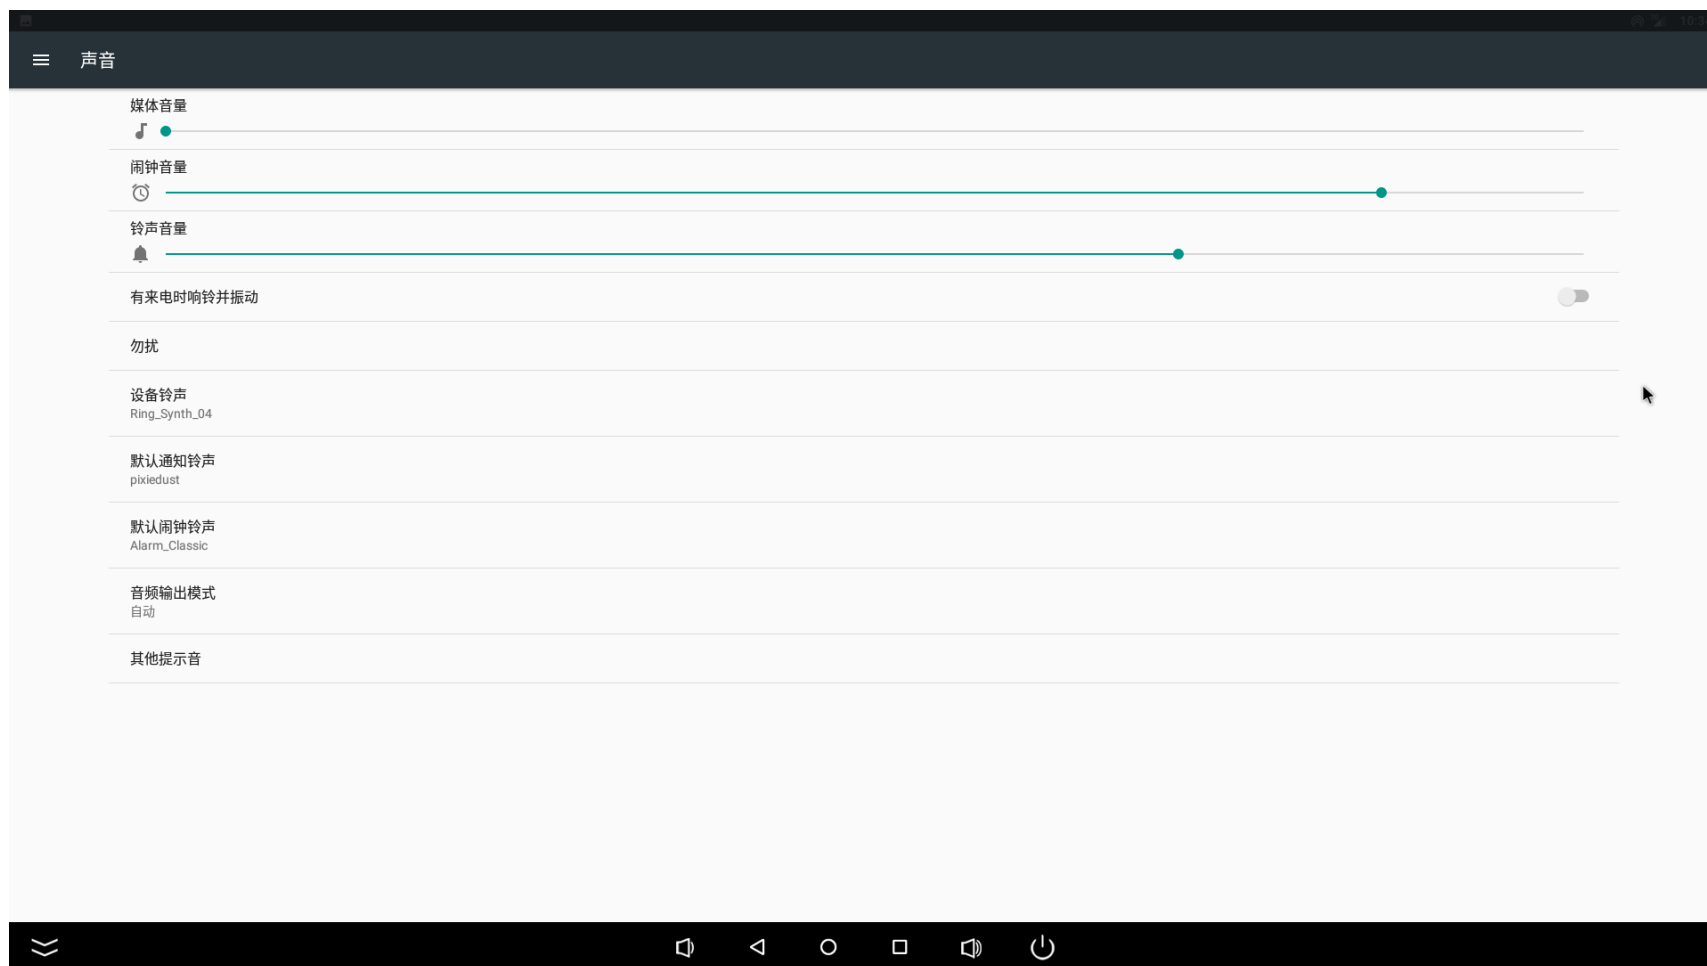 声音
媒体音量
闹钟音量
铃声音量
有来电时响铃并振动
勿扰
设备铃声
Ring_Synth_04
默认通知铃声
pixiedust
默认闹钟铃声
Alarm_Classic
音频输出模式
自动
其他提示音